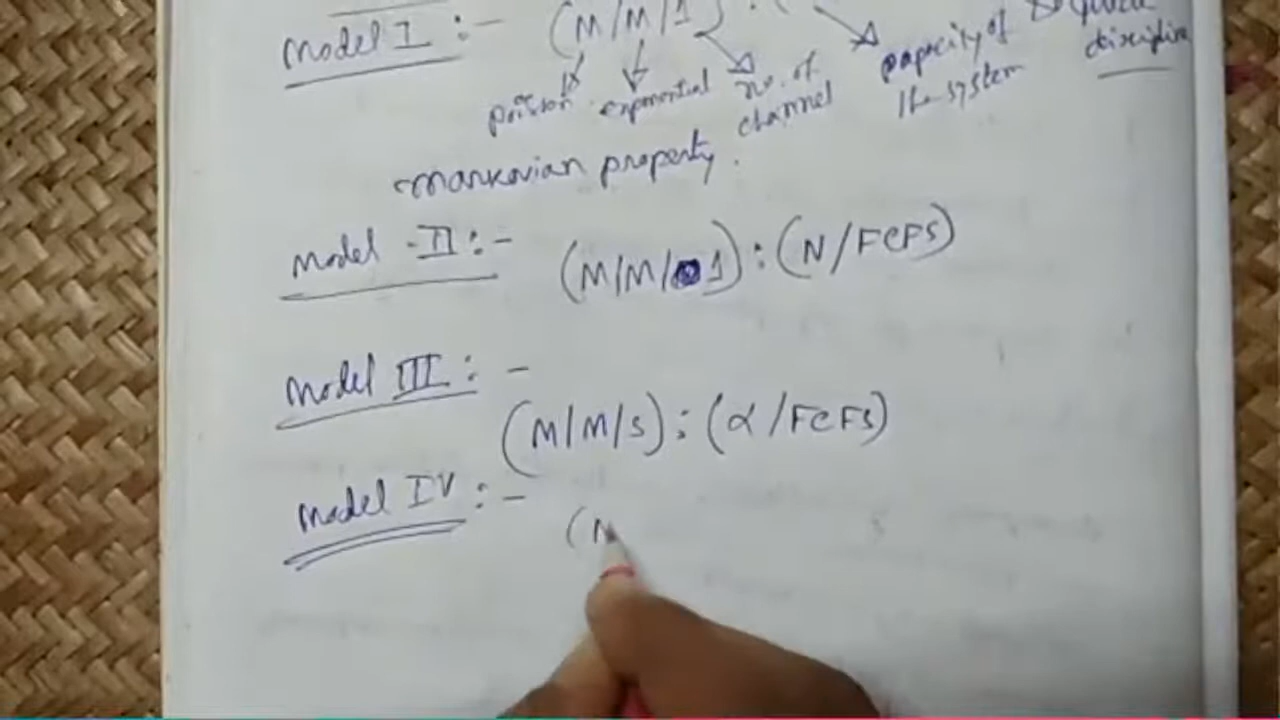 Model I :- (M/M/1) : (
poision exponential no. of channel capacity of the system queue discipline
markovian property.
Model -II :- (M/M/1) : (N/FCFS)
Model III : -
(M/M/s) : (α/FCFS)
Model IV : -
(M